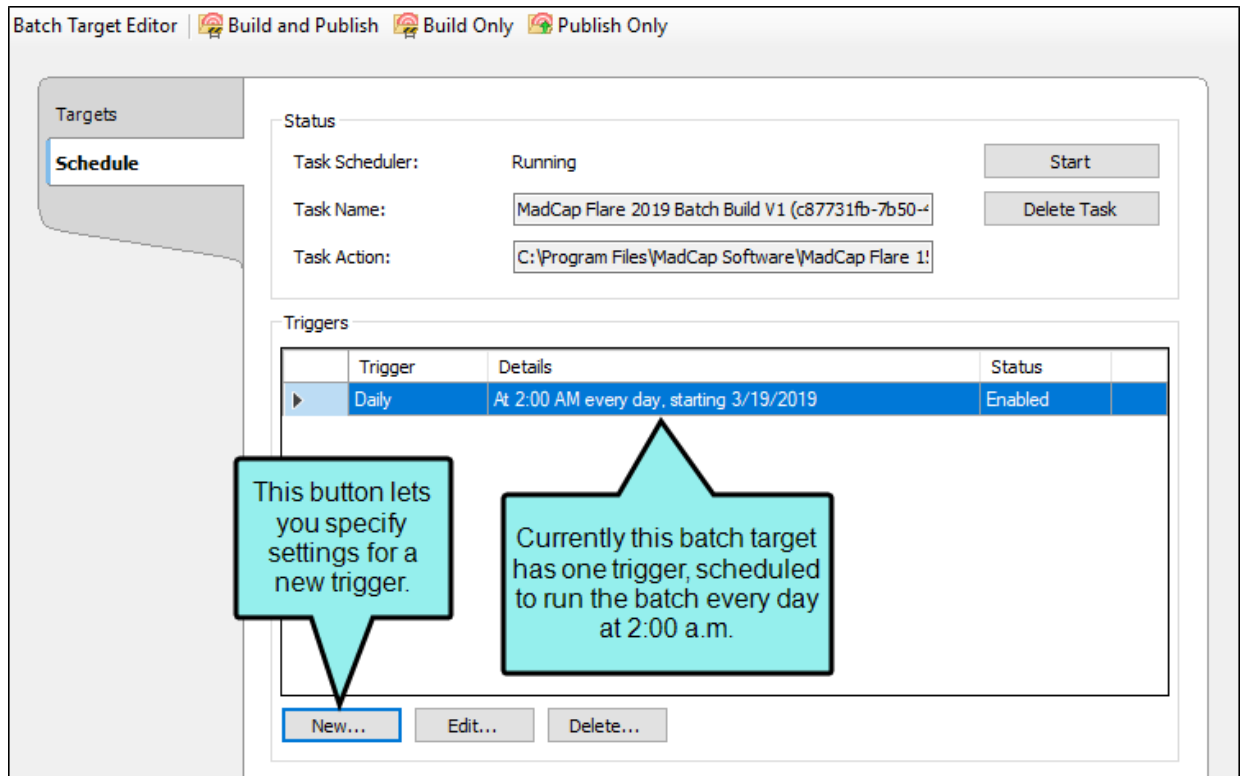 Batch Target Editor Build and Publish Build Only Publish Only
Targets
Schedule
Status
Task Scheduler: Running Start
Task Name: MadCap Flare 2019 Batch Build V1 (c87731fb-7b50- Delete Task
Task Action: C:\Program Files\MadCap Software\MadCap Flare 1
Triggers
Trigger Details Status
Daily At 2:00 AM every day, starting 3/19/2019 Enabled
This button lets
you specify
settings for a
new trigger.
Currently this batch target
has one trigger, scheduled
to run the batch every day
at 2:00 a.m.
New... Edit... Delete...